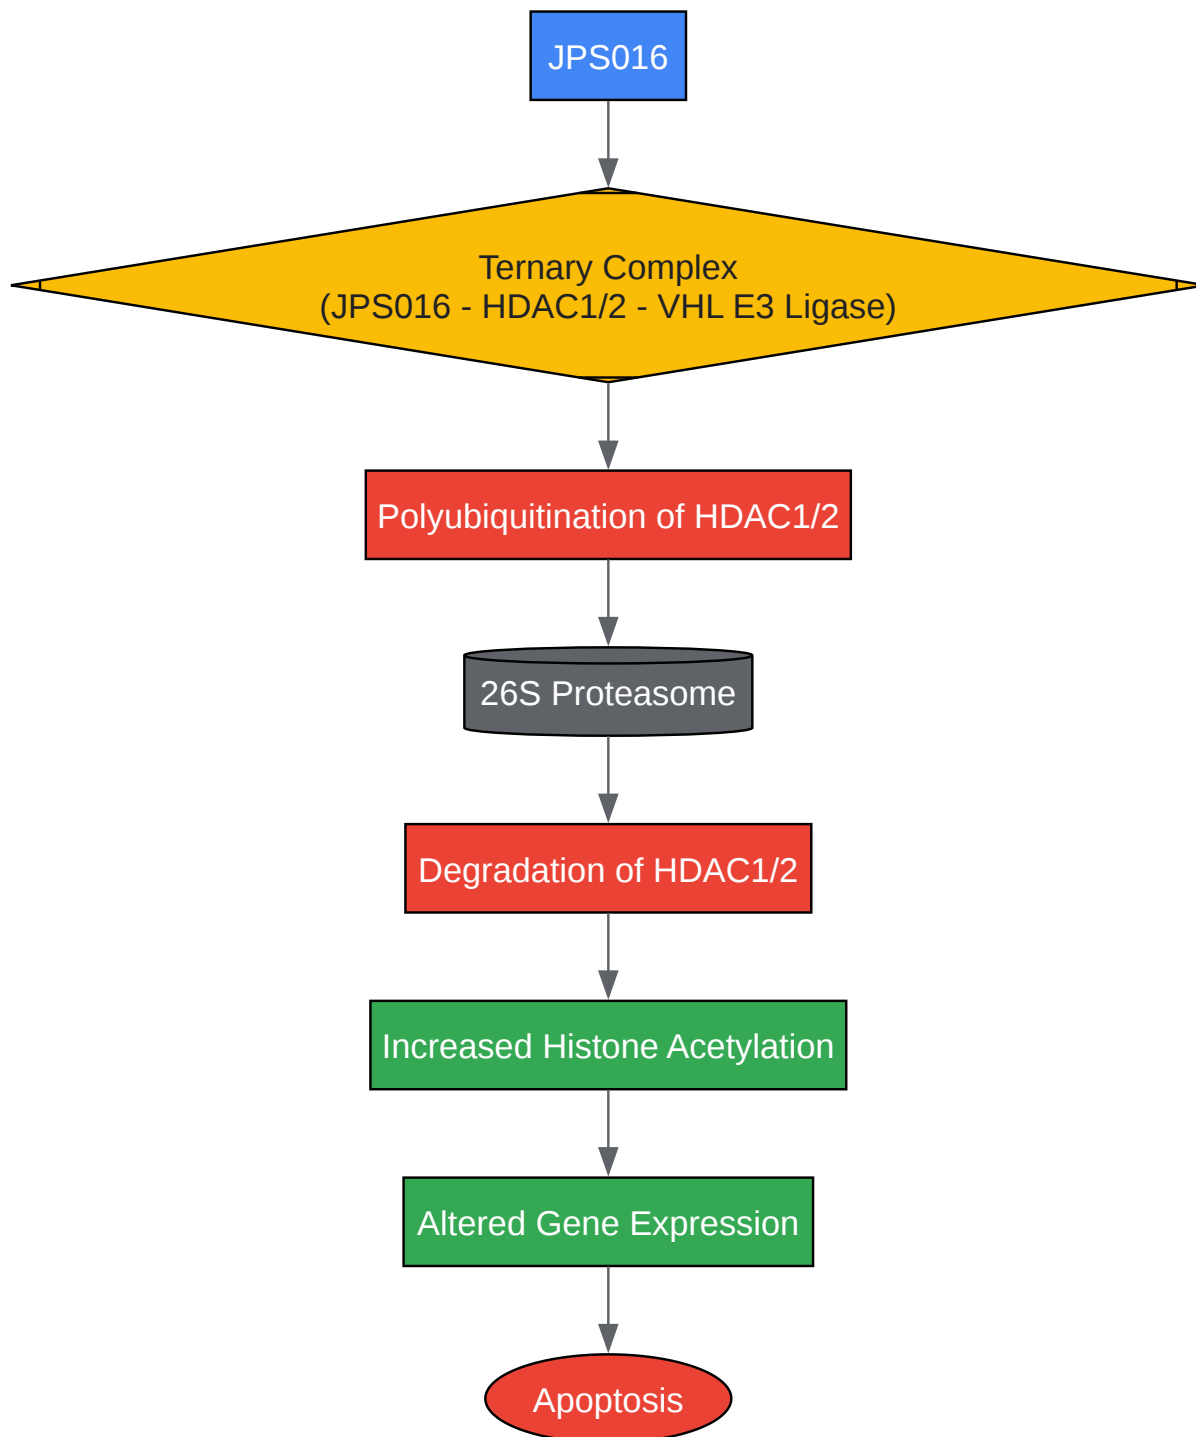 JPS016
Ternary Complex
(JPS016 - HDAC1/2 - VHL E3 Ligase)
Polyubiquitination of HDAC1/2
26S Proteasome
Degradation of HDAC1/2
Increased Histone Acetylation
Altered Gene Expression
Apoptosis